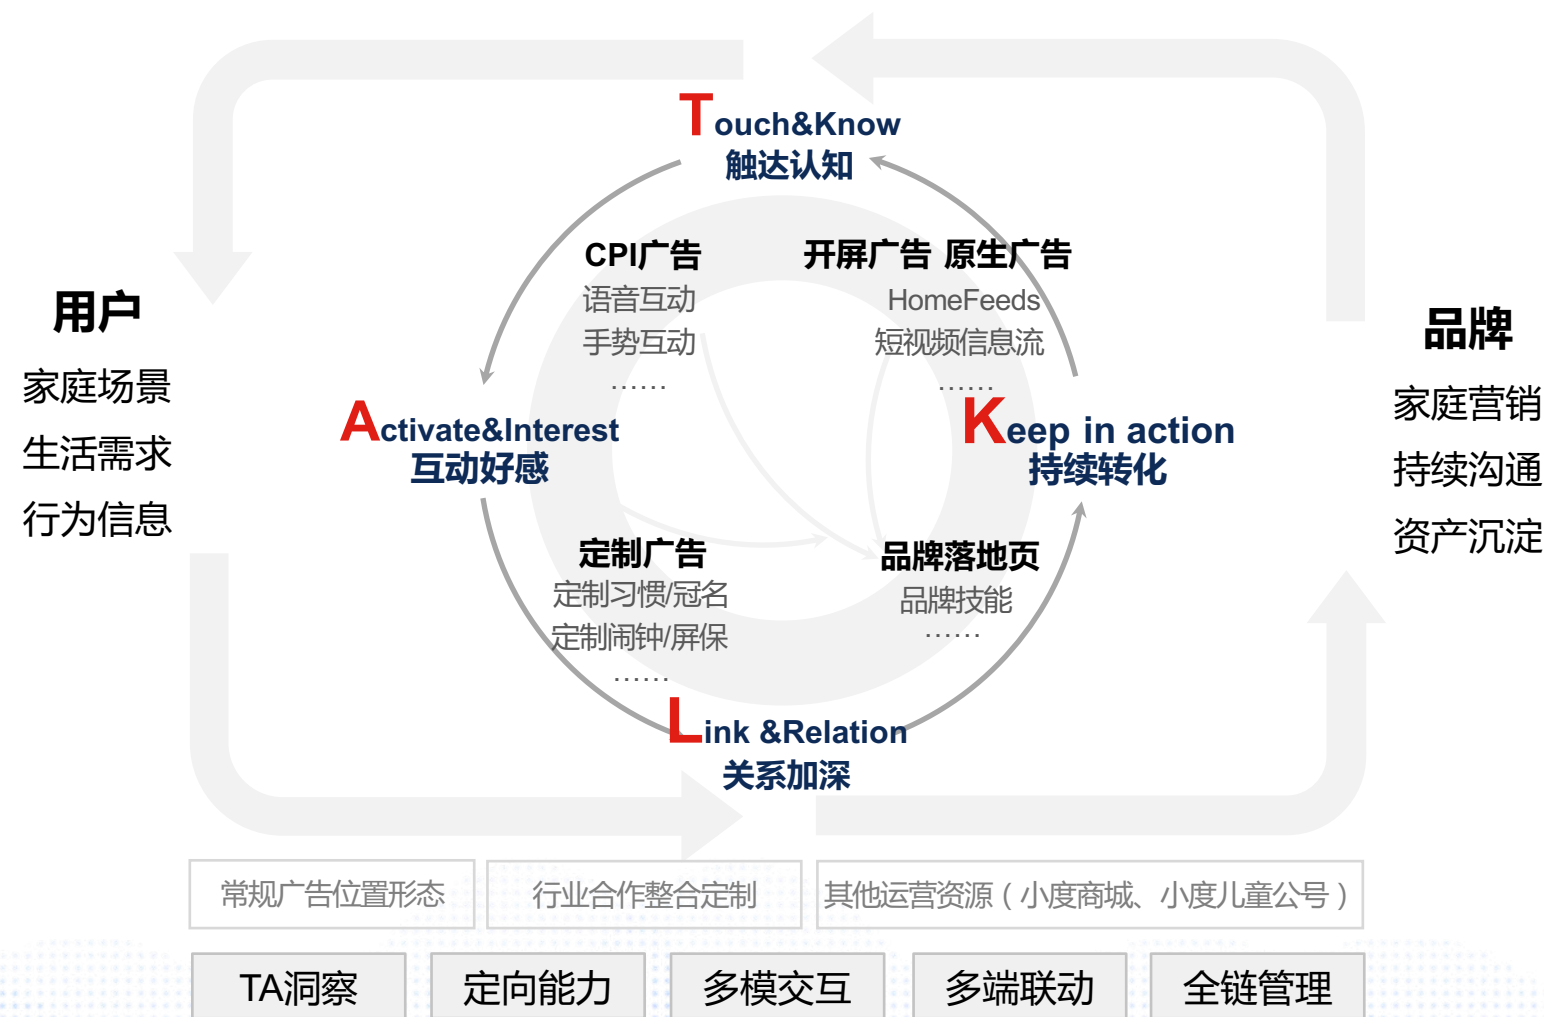 Touch&Know
触达认知
CPI广告
语音互动
手势互动
……
开屏广告 原生广告
HomeFeeds
短视频信息流
……
用户
家庭场景
生活需求
行为信息
品牌
家庭营销
持续沟通
资产沉淀
Activate&Interest
互动好感
Keep in action
持续转化
定制广告
定制习惯/冠名
定制闹钟/屏保
……
品牌落地页
品牌技能
……
Link &Relation
关系加深
常规广告位置形态
行业合作整合定制
其他运营资源（小度商城、小度儿童公号）
TA洞察
定向能力
多模交互
多端联动
全链管理